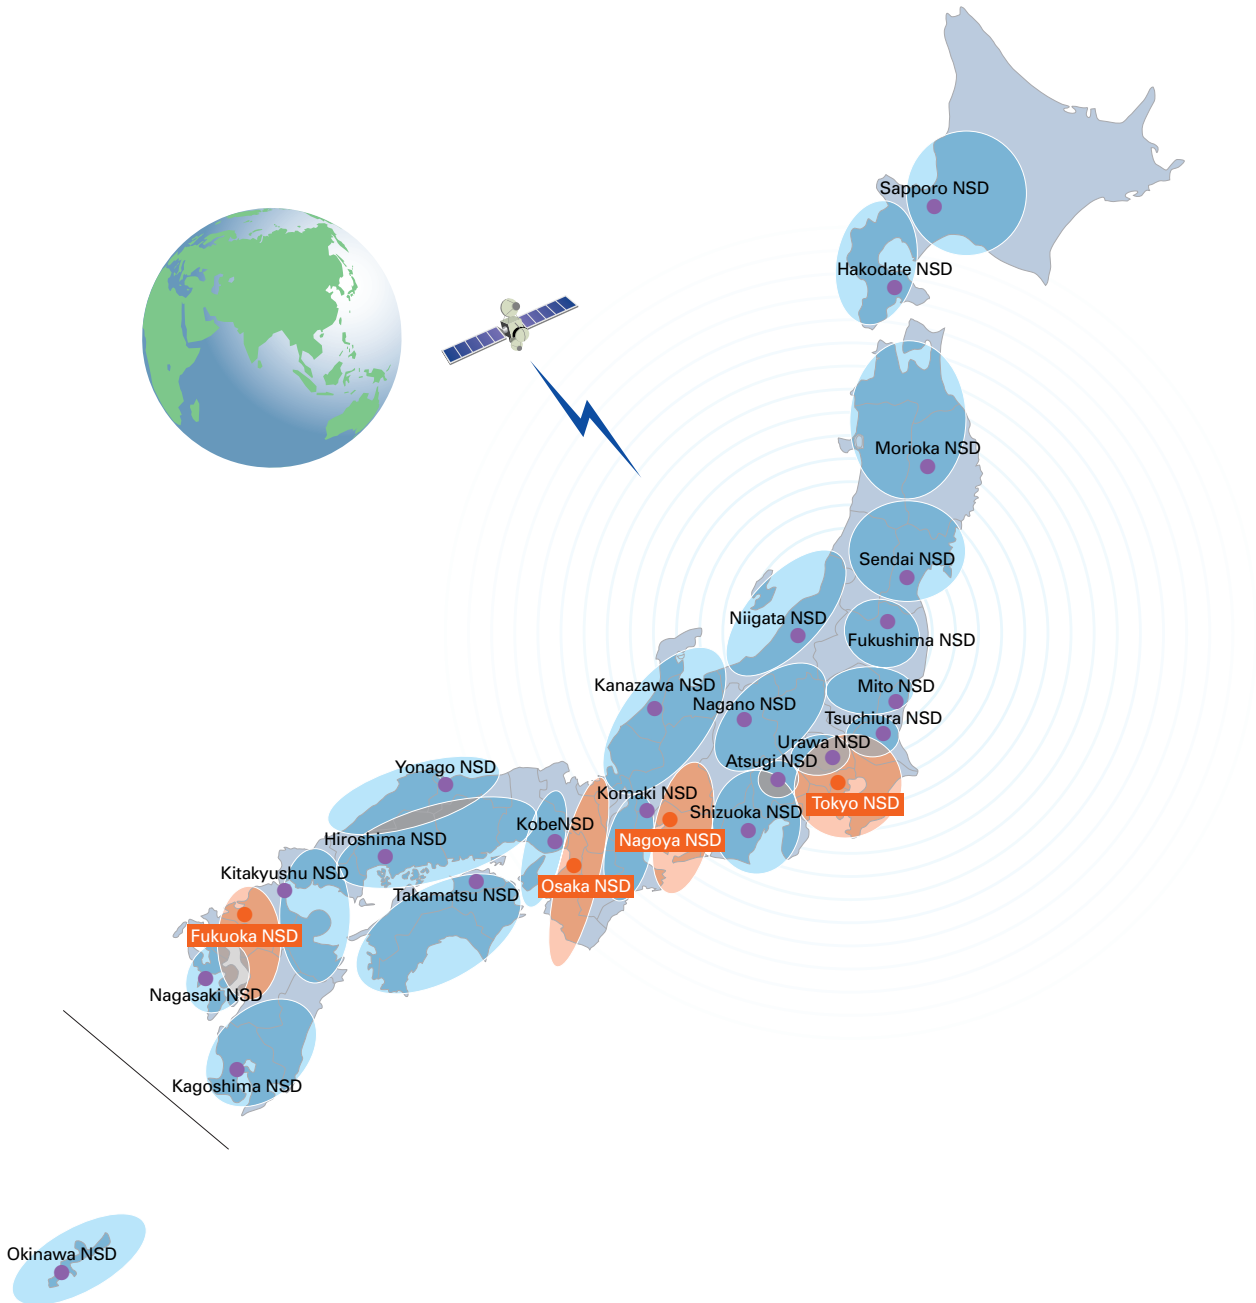 Sapporo NSD
Hakodate NSD
Morioka NSD
Sendai NSD
Niigata NSD
Fukushima NSD
Kanazawa NSD
Mito NSD
Nagano NSD
Tsuchiura NSD
Urawa NSD
Atsugi NSD
Yonago NSD
Komaki NSD
Tokyo NSD
Shizuoka NSD
KobeNSD
Hiroshima NSD
Nagoya NSD
Kitakyushu NSD
Osaka NSD
Takamatsu NSD
Fukuoka NSD
Nagasaki NSD
Kagoshima NSD
Okinawa NSD